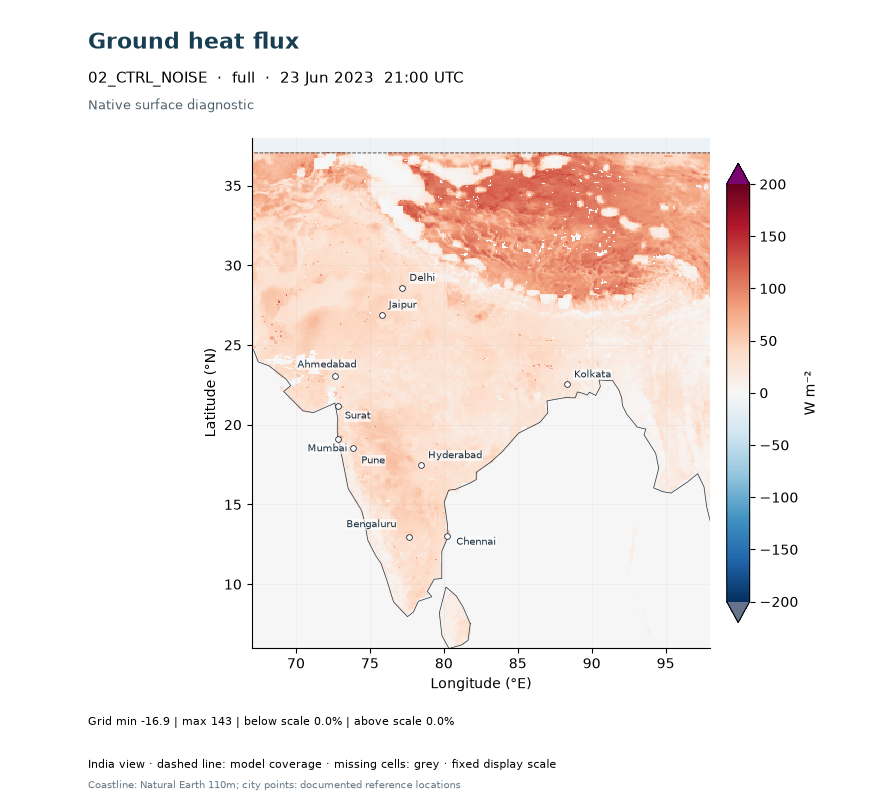 Ground heat flux
02_CTRL_NOISE · full · 23 Jun 2023 21:00 UTC
Native surface diagnostic
35
30
25
20
15
10
Latitude (°N)
70
75
80
85
90
95
Longitude (°E)
Delhi
Jaipur
Ahmedabad
Kolkata
Surat
Mumbai
Pune
Hyderabad
Bengaluru
Chennai
200
150
100
50
0
−50
−100
−150
−200
W m⁻²
Grid min -16.9 | max 143 | below scale 0.0% | above scale 0.0%
India view · dashed line: model coverage · missing cells: grey · fixed display scale
Coastline: Natural Earth 110m; city points: documented reference locations